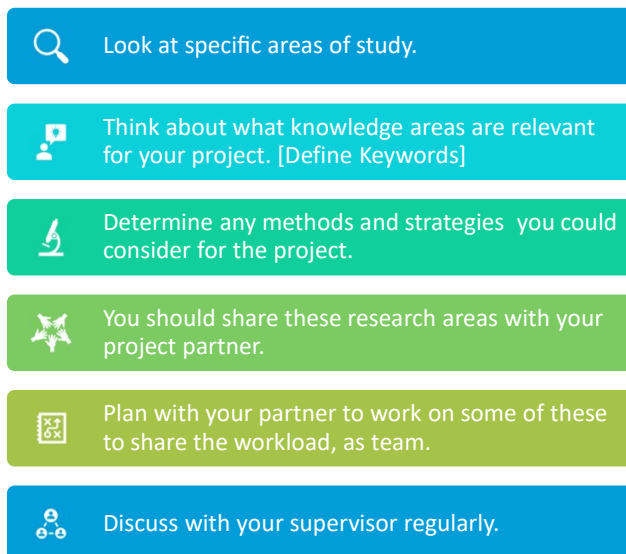 Look at specific areas of study.
Think about what knowledge areas are relevant
for your project. [Define Keywords]
Determine any methods and strategies  you could
consider for the project.
You should share these research areas with your
project partner.
Plan with your partner to work on some of these
to share the workload, as team.
Discuss with your supervisor regularly.